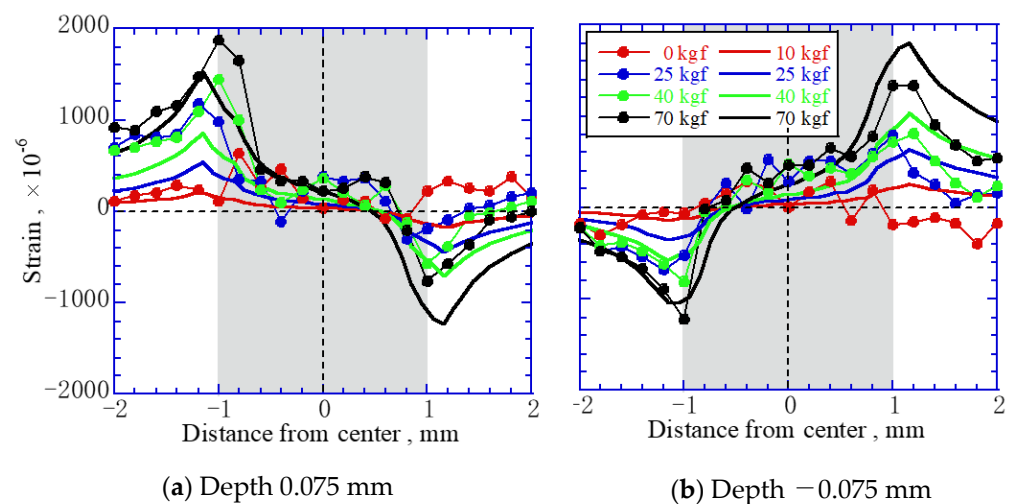 2000
1000
0
−1000
−2000
Strain , ×10⁻⁶
-2 -1 0 1 2
Distance from center , mm
(a) Depth 0.075 mm
0 kgf 10 kgf
25 kgf 25 kgf
40 kgf 40 kgf
70 kgf 70 kgf
-2 -1 0 1 2
Distance from center , mm
(b) Depth −0.075 mm